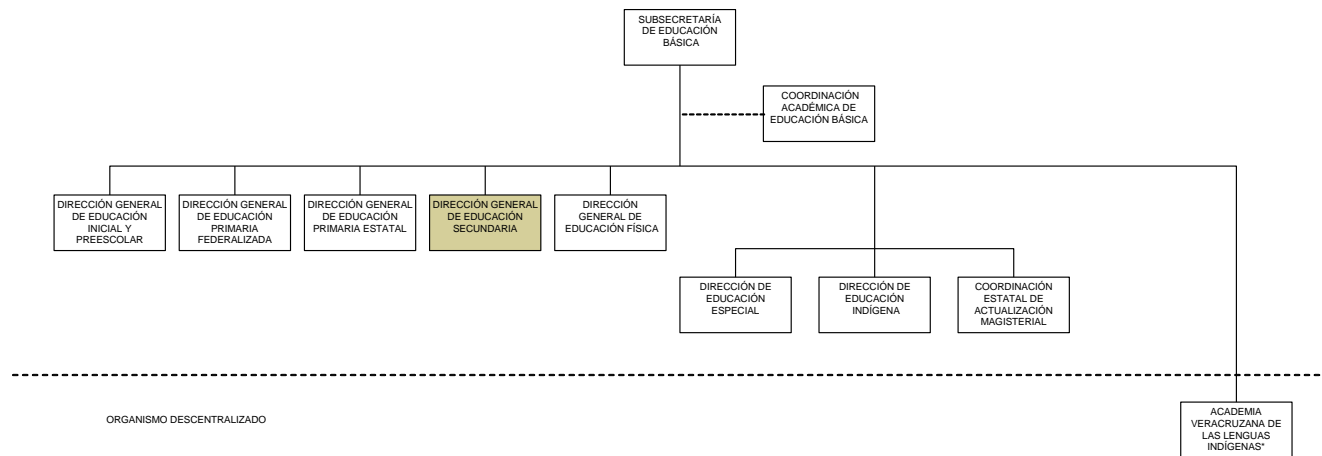 SUBSECRETARÍA
DE EDUCACIÓN
BÁSICA
COORDINACIÓN
ACADÉMICA DE
EDUCACIÓN BÁSICA
DIRECCIÓN GENERAL
DE EDUCACIÓN
INICIAL Y
PREESCOLAR
DIRECCIÓN GENERAL
DE EDUCACIÓN
PRIMARIA
FEDERALIZADA
DIRECCIÓN GENERAL
DE EDUCACIÓN
PRIMARIA ESTATAL
DIRECCIÓN GENERAL
DE EDUCACIÓN
SECUNDARIA
DIRECCIÓN
GENERAL DE
EDUCACIÓN FÍSICA
DIRECCIÓN DE
EDUCACIÓN
ESPECIAL
DIRECCIÓN DE
EDUCACIÓN
INDÍGENA
COORDINACIÓN
ESTATAL DE
ACTUALIZACIÓN
MAGISTERIAL
ORGANISMO DESCENTRALIZADO
ACADEMIA
VERACRUZANA DE
LAS LENGUAS
INDÍGENAS*